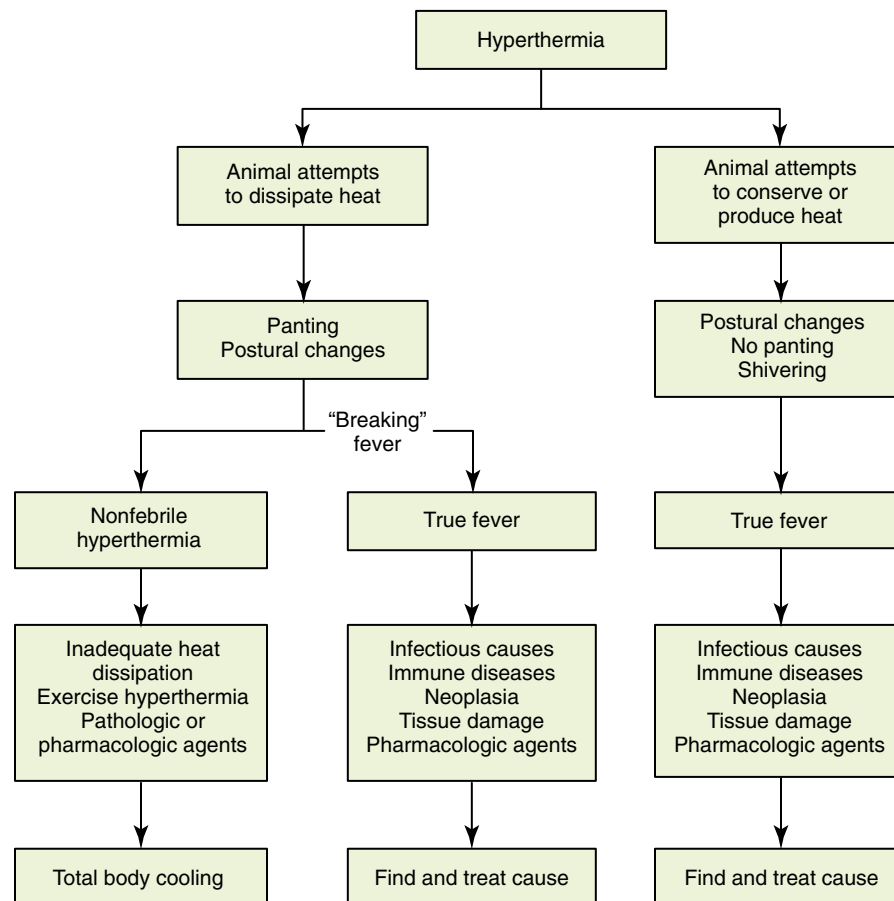 Hyperthermia
Animal attempts
to dissipate heat
Animal attempts
to conserve or
produce heat
Panting
Postural changes
Postural changes
No panting
Shivering
“Breaking”
fever
Nonfebrile
hyperthermia
True fever
True fever
Inadequate heat
dissipation
Exercise hyperthermia
Pathologic or
pharmacologic agents
Infectious causes
Immune diseases
Neoplasia
Tissue damage
Pharmacologic agents
Infectious causes
Immune diseases
Neoplasia
Tissue damage
Pharmacologic agents
Total body cooling
Find and treat cause
Find and treat cause